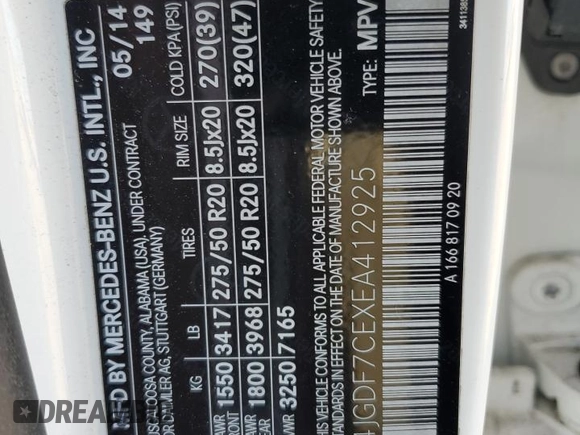 MFD BY MERCEDES-BENZ U.S. INTL., INC
TUSCALOOSA COUNTY, ALABAMA (USA), UNDER CONTRACT
FOR DAIMLER AG, STUTTGART (GERMANY)
05/14
149
KG LB TIRES RIM SIZE COLD KPA (PSI)
GAWR FRONT 1550 3417 275/50 R20 8.5Jx20 270(39)
GAWR REAR 1800 3968 275/50 R20 8.5Jx20 320(47)
GVWR 3250 7165
THIS VEHICLE CONFORMS TO ALL APPLICABLE FEDERAL MOTOR VEHICLE SAFETY
STANDARDS IN EFFECT ON THE DATE OF MANUFACTURE SHOWN ABOVE.
4JGDF7CEXEA412925
TYPE: MPV
A 166 817 09 20
DREAM